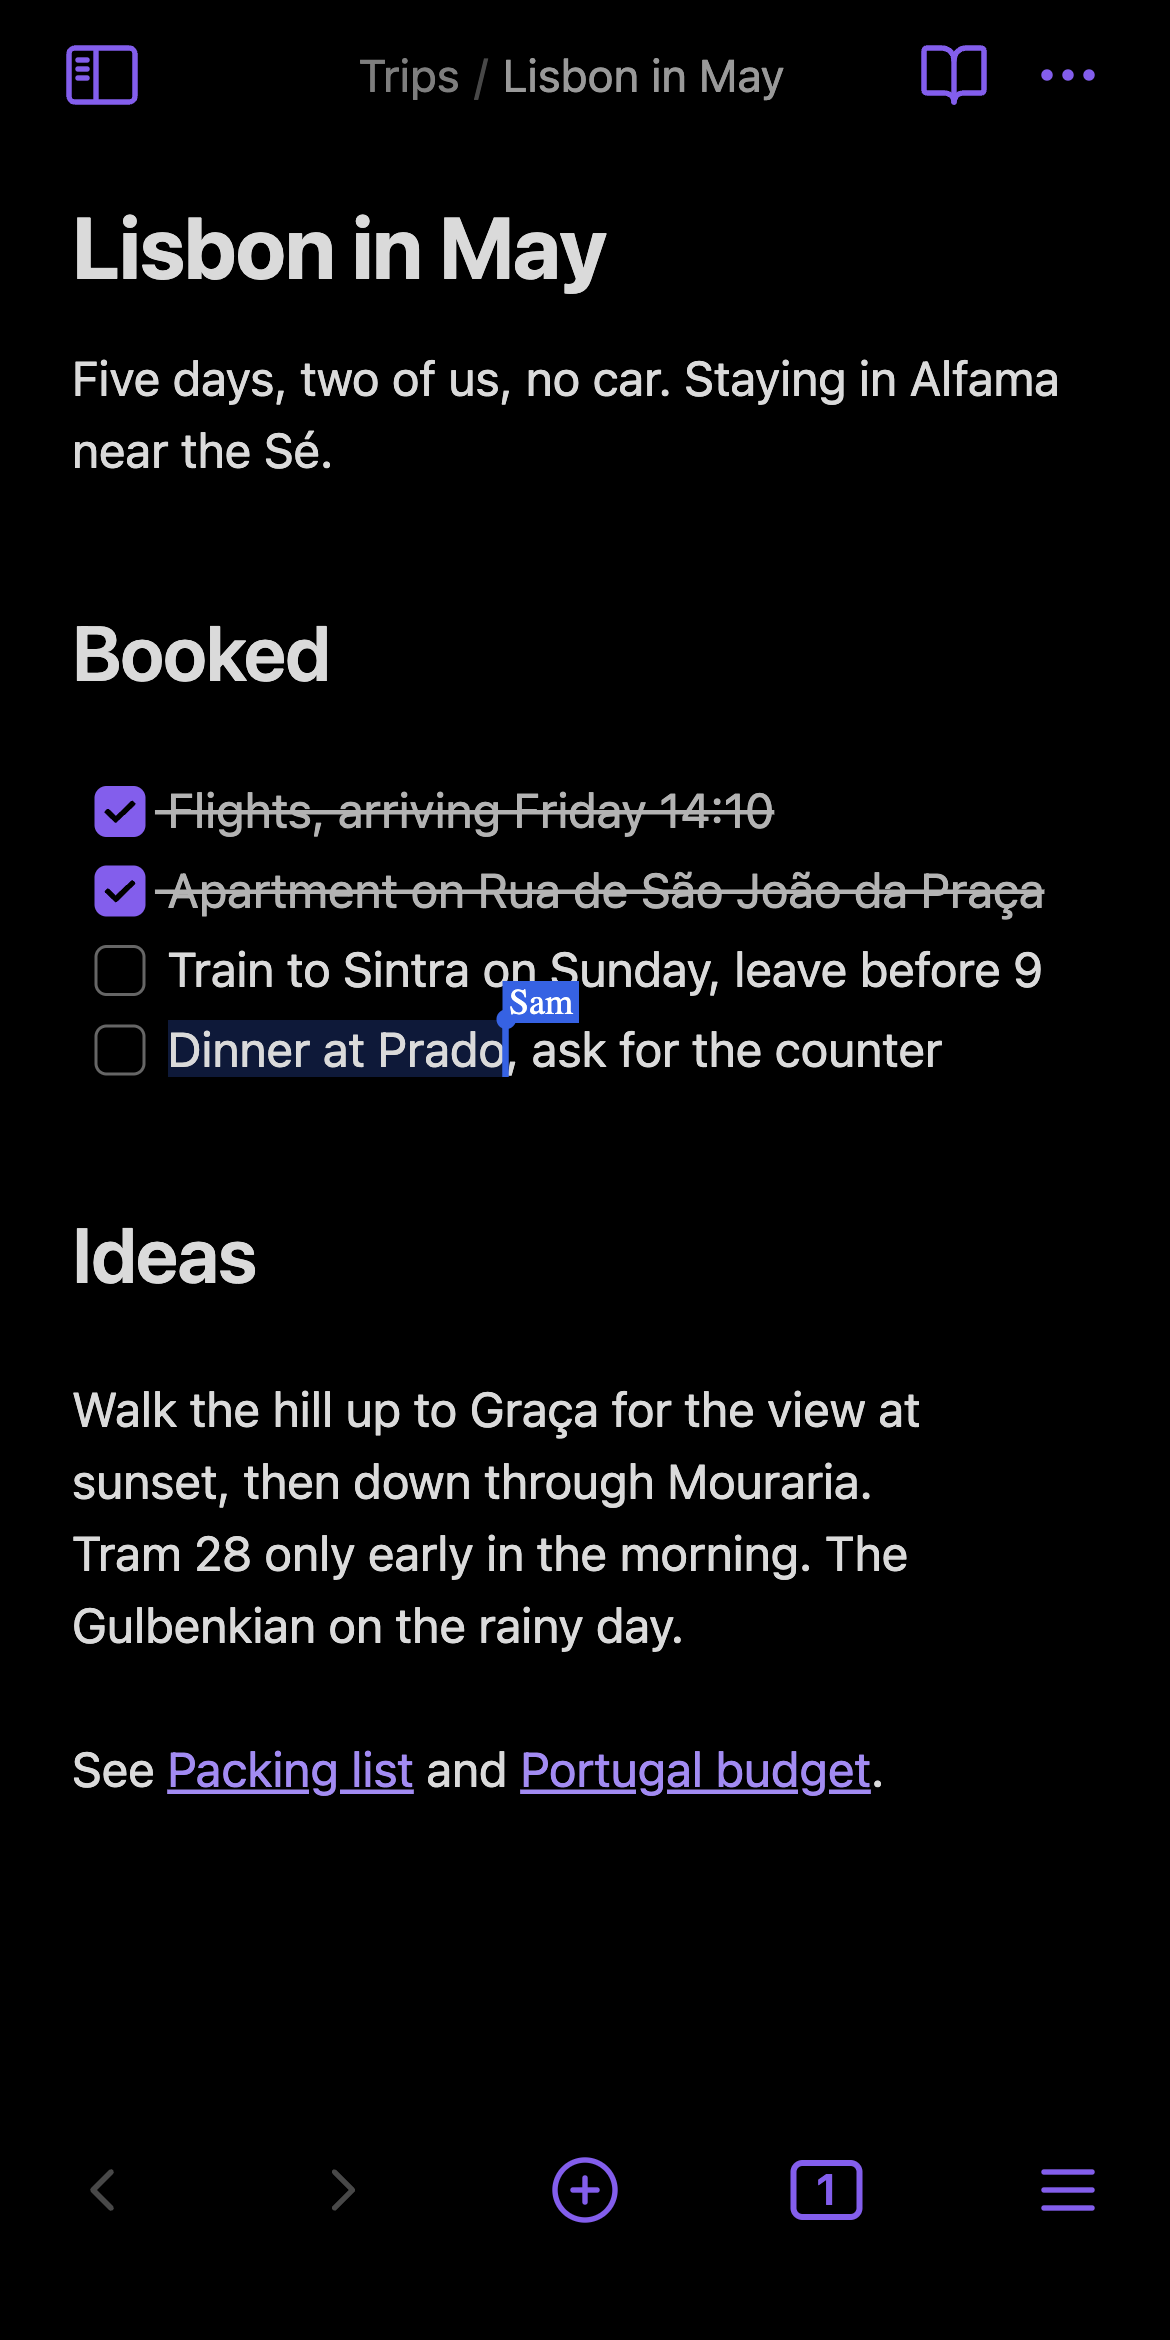 Trips / Lisbon in May
Lisbon in May
Five days, two of us, no car. Staying in Alfama
near the Sé.
Booked
Flights, arriving Friday 14:10
Apartment on Rua de São João da Praça
Train to Sintra on Sunday, leave before 9
Sam
Dinner at Prado, ask for the counter
Ideas
Walk the hill up to Graça for the view at
sunset, then down through Mouraria.
Tram 28 only early in the morning. The
Gulbenkian on the rainy day.
See Packing list and Portugal budget.
1